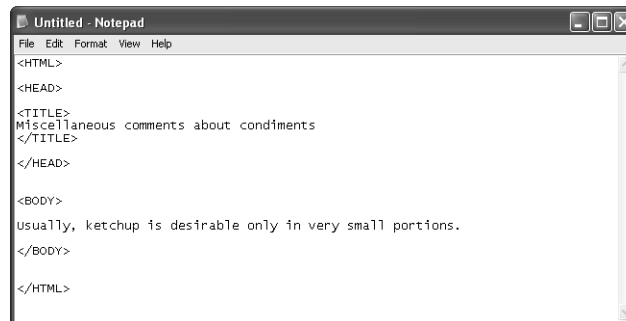 Untitled - Notepad
File Edit Format View Help
<HTML>
<HEAD>
<TITLE>
Miscellaneous comments about condiments
</TITLE>
</HEAD>
<BODY>
Usually, ketchup is desirable only in very small portions.
</BODY>
</HTML>